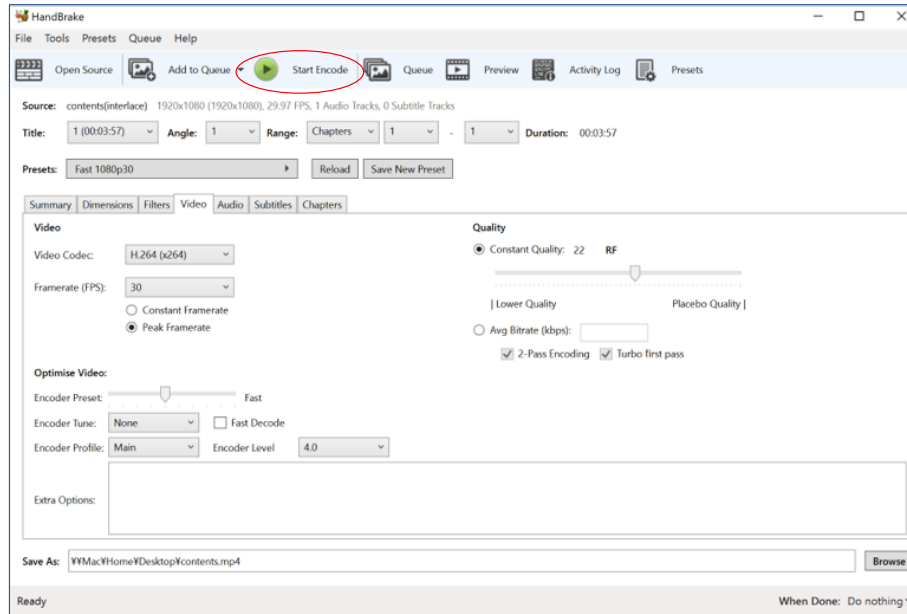 HandBrake
File Tools Presets Queue Help
Open Source Add to Queue Start Encode Queue Preview Activity Log Presets
Source: contents(interlace) 1920x1080 (1920x1080), 29.97 FPS, 1 Audio Tracks, 0 Subtitle Tracks
Title: 1 (00:03:57) Angle: 1 Range: Chapters 1 - 1 Duration: 00:03:57
Presets: Fast 1080p30 Reload Save New Preset
Summary Dimensions Filters Video Audio Subtitles Chapters
Video Quality
Video Codec: H.264 (x264) Constant Quality: 22 RF
Framerate (FPS): 30
| Lower Quality Placebo Quality |
Constant Framerate
Peak Framerate Avg Bitrate (kbps):
2-Pass Encoding Turbo first pass
Optimise Video:
Encoder Preset: Fast
Encoder Tune: None Fast Decode
Encoder Profile: Main Encoder Level 4.0
Extra Options:
Save As: ¥¥Mac¥Home¥Desktop¥contents.mp4 Browse
Ready When Done: Do nothing